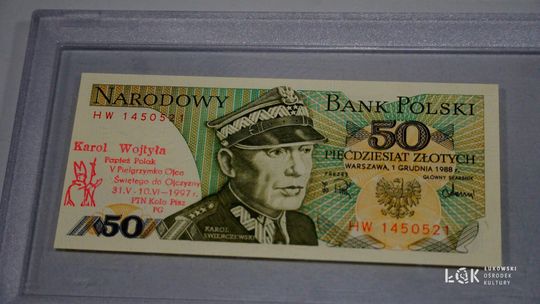 NARODOWY BANK POLSKI
HW 1450521
50
PIĘĆDZIESIĄT ZŁOTYCH
WARSZAWA, 1 GRUDNIA 1988 r.
GŁÓWNY SKARBNIK
Karol Wojtyła
Papież Polak
V Pielgrzymka Ojca
Świętego do Ojczyzny
31.V-10.VI-1997 r.
PTN Koło Pisz
PG
50
KAROL
ŚWIERCZEWSKI
HW 1450521
ŁOK ŁUKOWSKI
OŚRODEK
KULTURY